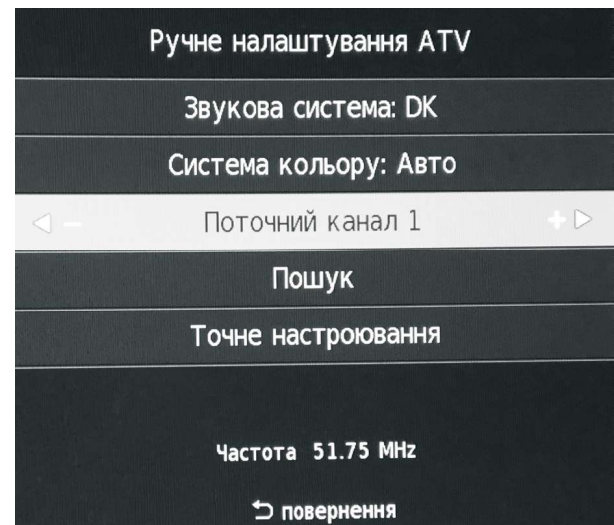 Ручне налаштування ATV
Звукова система: DK
Система кольору: Авто
Поточний канал 1
Пошук
Точне настроювання
Частота 51.75 MHz
повернення